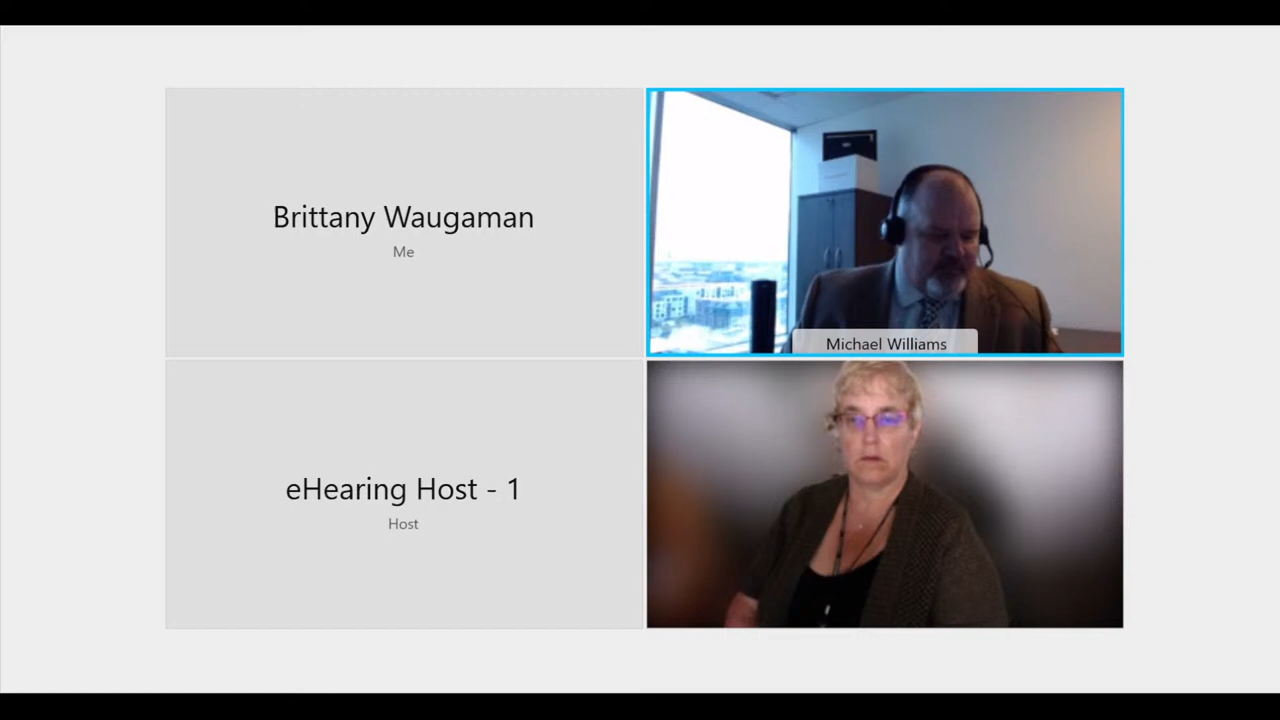 Brittany Waugaman
Me
Michael Williams
eHearing Host - 1
Host